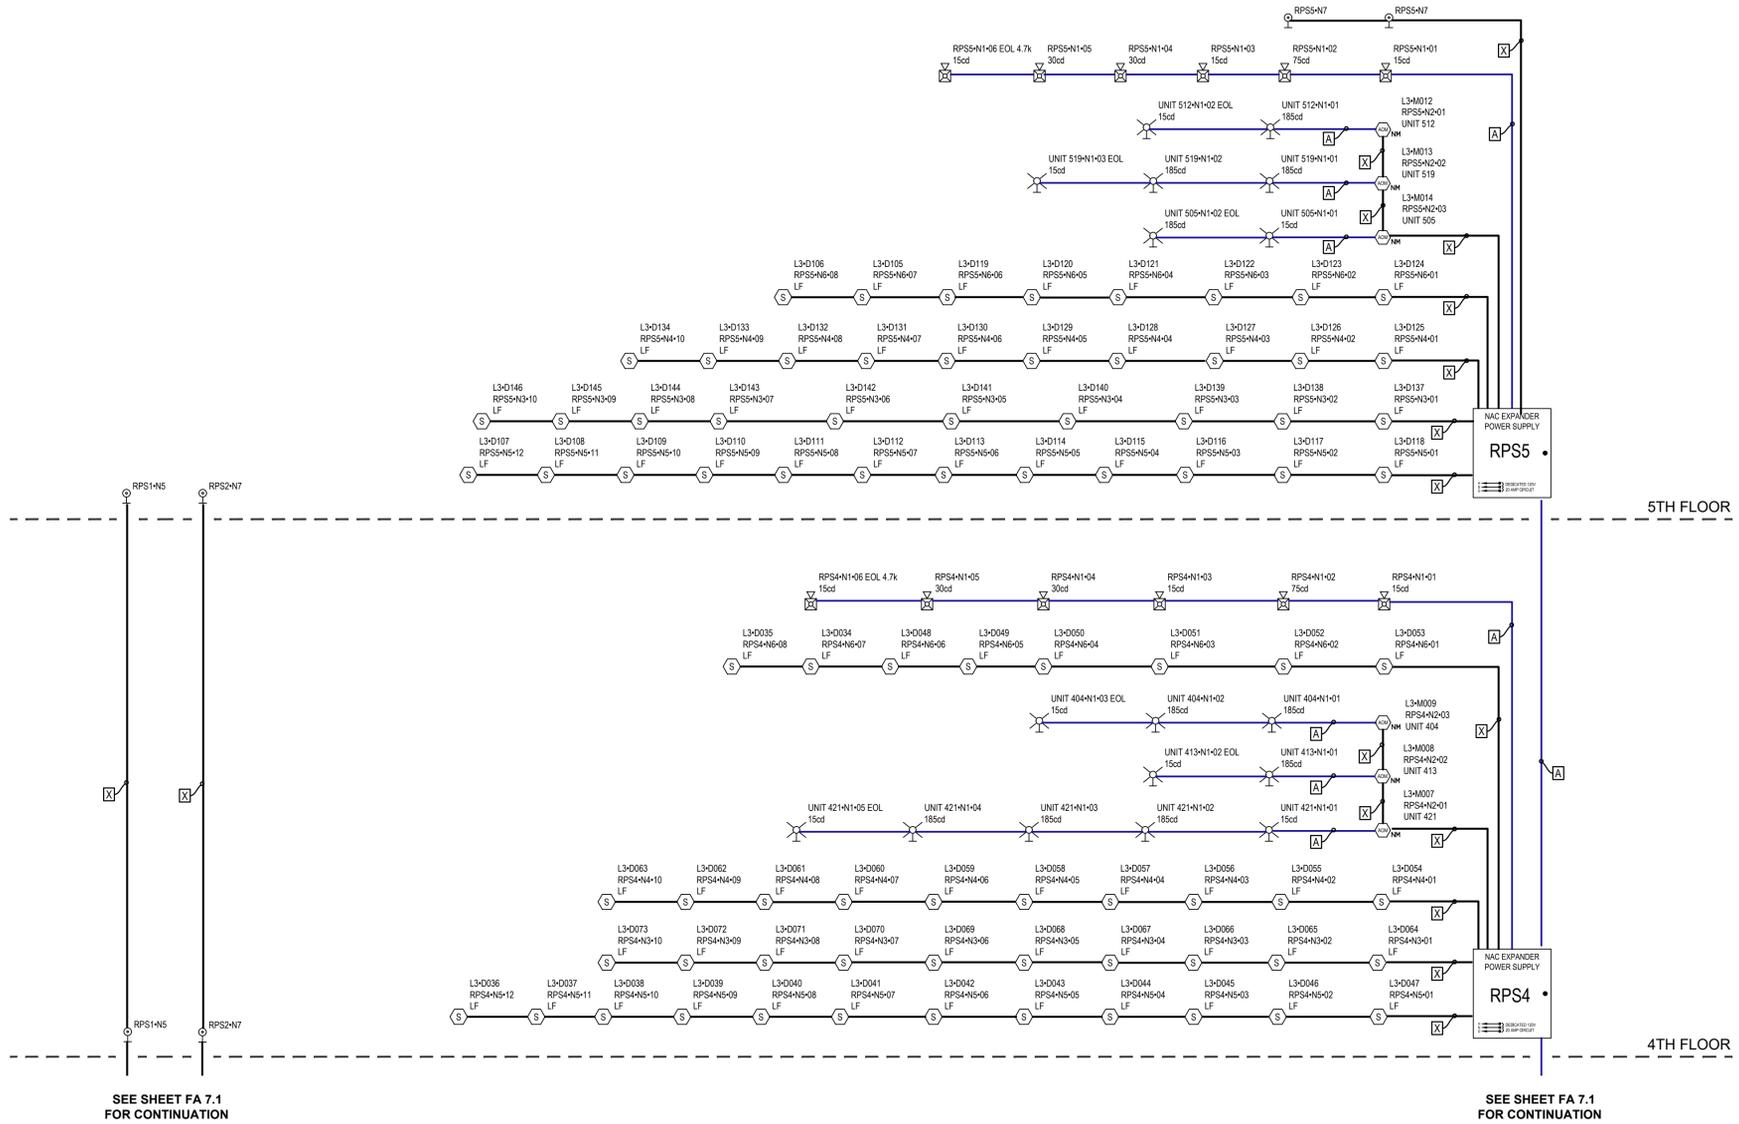 RPS5•N7 RPS5•N7
X
RPS5•N1•06 EOL 4.7k RPS5•N1•05 RPS5•N1•04 RPS5•N1•03 RPS5•N1•02 RPS5•N1•01
15cd 30cd 30cd 15cd 75cd 15cd
A
UNIT 512•N1•02 EOL UNIT 512•N1•01
15cd 185cd
A
L3•M012
RPS5•N2•01
UNIT 512
AOM
NM
X
UNIT 519•N1•03 EOL UNIT 519•N1•02 UNIT 519•N1•01
15cd 185cd 185cd
A
L3•M013
RPS5•N2•02
UNIT 519
AOM
NM
X
UNIT 505•N1•02 EOL UNIT 505•N1•01
185cd 15cd
A
L3•M014
RPS5•N2•03
UNIT 505
AOM
NM
X
L3•D106 L3•D105 L3•D119 L3•D120 L3•D121 L3•D122 L3•D123 L3•D124
RPS5•N6•08 RPS5•N6•07 RPS5•N6•06 RPS5•N6•05 RPS5•N6•04 RPS5•N6•03 RPS5•N6•02 RPS5•N6•01
LF LF LF LF LF LF LF LF
S S S S S S S S
X
L3•D134 L3•D133 L3•D132 L3•D131 L3•D130 L3•D129 L3•D128 L3•D127 L3•D126 L3•D125
RPS5•N4•10 RPS5•N4•09 RPS5•N4•08 RPS5•N4•07 RPS5•N4•06 RPS5•N4•05 RPS5•N4•04 RPS5•N4•03 RPS5•N4•02 RPS5•N4•01
LF LF LF LF LF LF LF LF LF LF
S S S S S S S S S S
X
L3•D146 L3•D145 L3•D144 L3•D143 L3•D142 L3•D141 L3•D140 L3•D139 L3•D138 L3•D137
RPS5•N3•10 RPS5•N3•09 RPS5•N3•08 RPS5•N3•07 RPS5•N3•06 RPS5•N3•05 RPS5•N3•04 RPS5•N3•03 RPS5•N3•02 RPS5•N3•01
LF LF LF LF LF LF LF LF LF LF
S S S S S S S S S S
X
L3•D107 L3•D108 L3•D109 L3•D110 L3•D111 L3•D112 L3•D113 L3•D114 L3•D115 L3•D116 L3•D117 L3•D118
RPS5•N5•12 RPS5•N5•11 RPS5•N5•10 RPS5•N5•09 RPS5•N5•08 RPS5•N5•07 RPS5•N5•06 RPS5•N5•05 RPS5•N5•04 RPS5•N5•03 RPS5•N5•02 RPS5•N5•01
LF LF LF LF LF LF LF LF LF LF LF LF
S S S S S S S S S S S S
X
NAC EXPANDER
POWER SUPPLY
RPS5
DEDICATED 120V
20 AMP CIRCUIT
RPS1•N5 RPS2•N7
5TH FLOOR
RPS4•N1•06 EOL 4.7k RPS4•N1•05 RPS4•N1•04 RPS4•N1•03 RPS4•N1•02 RPS4•N1•01
15cd 30cd 30cd 15cd 75cd 15cd
A
L3•D035 L3•D034 L3•D048 L3•D049 L3•D050 L3•D051 L3•D052 L3•D053
RPS4•N6•08 RPS4•N6•07 RPS4•N6•06 RPS4•N6•05 RPS4•N6•04 RPS4•N6•03 RPS4•N6•02 RPS4•N6•01
LF LF LF LF LF LF LF LF
S S S S S S S S
X
UNIT 404•N1•03 EOL UNIT 404•N1•02 UNIT 404•N1•01
15cd 185cd 185cd
A
L3•M009
RPS4•N2•03
UNIT 404
AOM
NM
X
UNIT 413•N1•02 EOL UNIT 413•N1•01
15cd 185cd
A
L3•M008
RPS4•N2•02
UNIT 413
AOM
NM
X
X X A
UNIT 421•N1•05 EOL UNIT 421•N1•04 UNIT 421•N1•03 UNIT 421•N1•02 UNIT 421•N1•01
15cd 185cd 185cd 185cd 15cd
A
L3•M007
RPS4•N2•01
UNIT 421
AOM
NM
X
L3•D063 L3•D062 L3•D061 L3•D060 L3•D059 L3•D058 L3•D057 L3•D056 L3•D055 L3•D054
RPS4•N4•10 RPS4•N4•09 RPS4•N4•08 RPS4•N4•07 RPS4•N4•06 RPS4•N4•05 RPS4•N4•04 RPS4•N4•03 RPS4•N4•02 RPS4•N4•01
LF LF LF LF LF LF LF LF LF LF
S S S S S S S S S S
X
L3•D073 L3•D072 L3•D071 L3•D070 L3•D069 L3•D068 L3•D067 L3•D066 L3•D065 L3•D064
RPS4•N3•10 RPS4•N3•09 RPS4•N3•08 RPS4•N3•07 RPS4•N3•06 RPS4•N3•05 RPS4•N3•04 RPS4•N3•03 RPS4•N3•02 RPS4•N3•01
LF LF LF LF LF LF LF LF LF LF
S S S S S S S S S S
X
L3•D036 L3•D037 L3•D038 L3•D039 L3•D040 L3•D041 L3•D042 L3•D043 L3•D044 L3•D045 L3•D046 L3•D047
RPS4•N5•12 RPS4•N5•11 RPS4•N5•10 RPS4•N5•09 RPS4•N5•08 RPS4•N5•07 RPS4•N5•06 RPS4•N5•05 RPS4•N5•04 RPS4•N5•03 RPS4•N5•02 RPS4•N5•01
LF LF LF LF LF LF LF LF LF LF LF LF
S S S S S S S S S S S S
X
NAC EXPANDER
POWER SUPPLY
RPS4
DEDICATED 120V
20 AMP CIRCUIT
RPS1•N5 RPS2•N7
4TH FLOOR
SEE SHEET FA 7.1
FOR CONTINUATION
SEE SHEET FA 7.1
FOR CONTINUATION